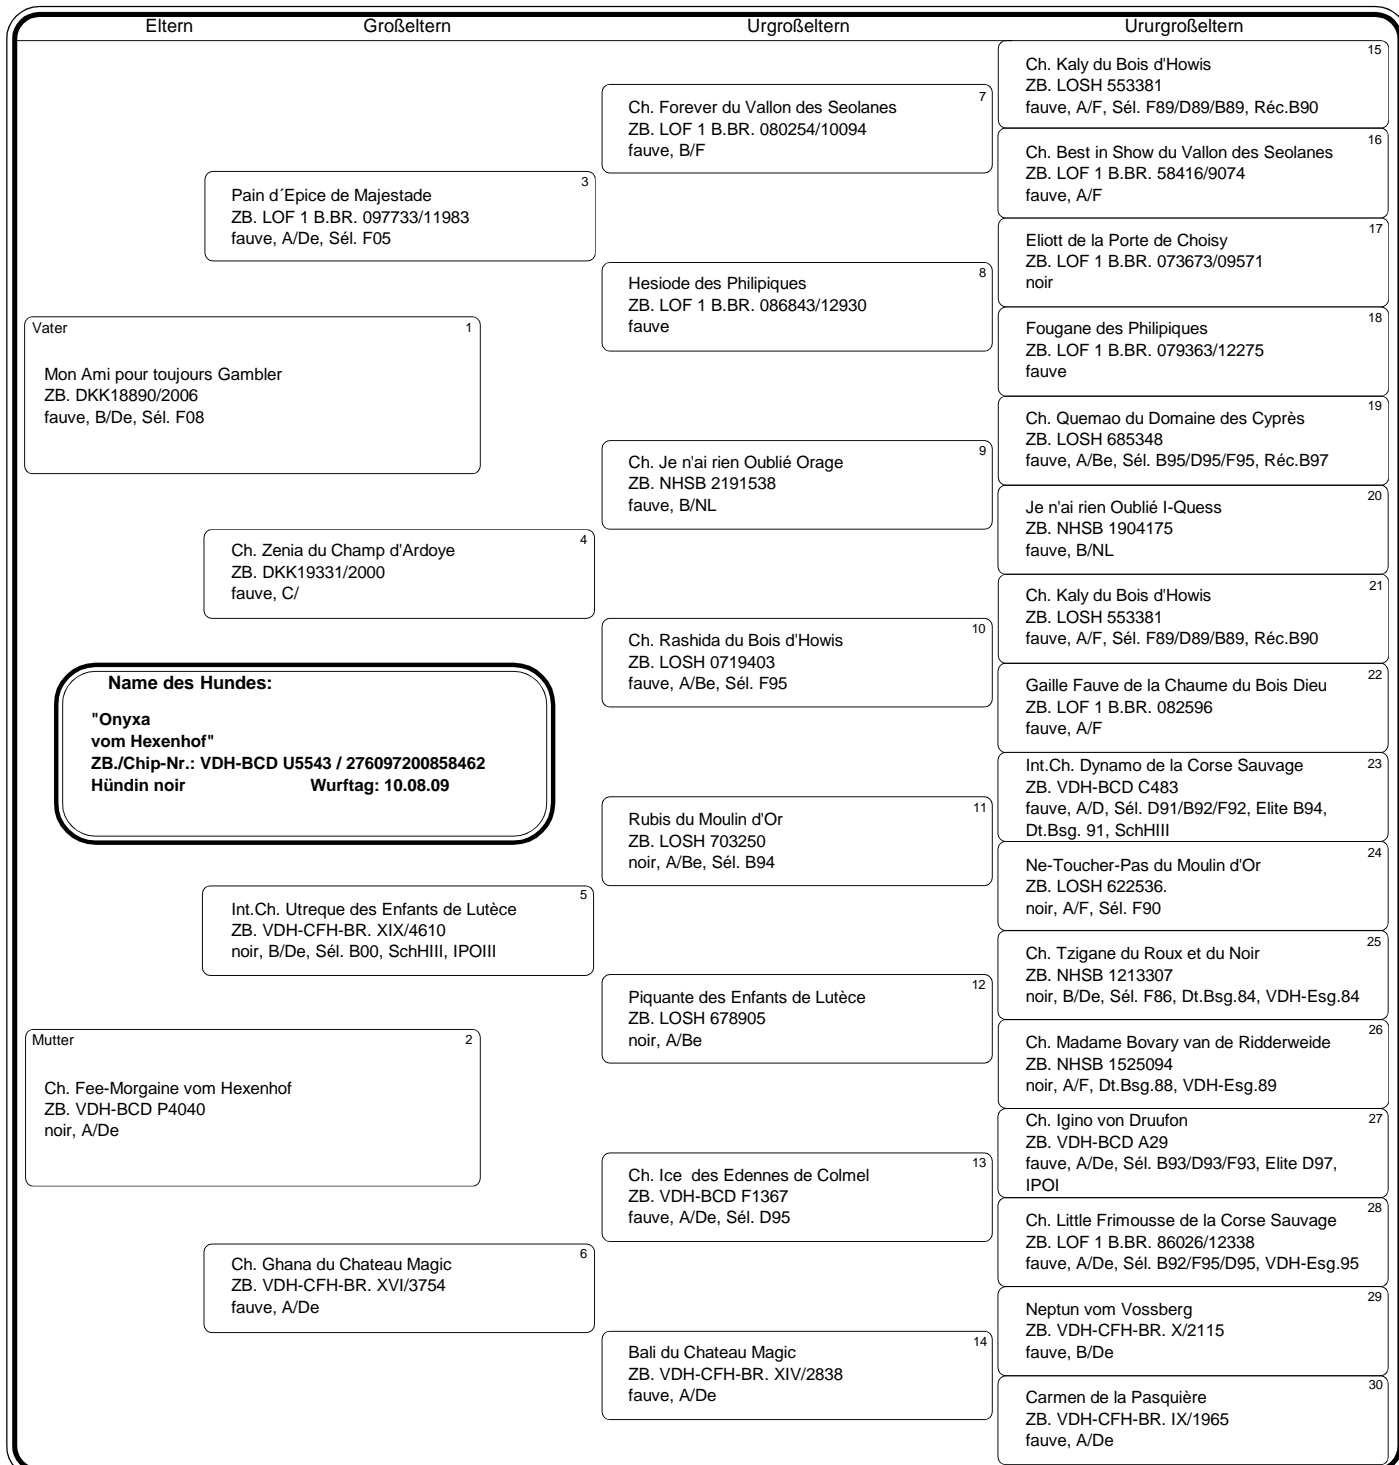 Eltern Großeltern Urgroßeltern Ururgroßeltern
Vater 1
Mon Ami pour toujours Gambler
ZB. DKK18890/2006
fauve, B/De, Sél. F08
Name des Hundes:
"Onyxa
vom Hexenhof"
ZB./Chip-Nr.: VDH-BCD U5543 / 276097200858462
Hündin noir Wurftag: 10.08.09
Mutter 2
Ch. Fee-Morgaine vom Hexenhof
ZB. VDH-BCD P4040
noir, A/De
3
Pain d´Epice de Majestade
ZB. LOF 1 B.BR. 097733/11983
fauve, A/De, Sél. F05
4
Ch. Zenia du Champ d'Ardoye
ZB. DKK19331/2000
fauve, C/
5
Int.Ch. Utreque des Enfants de Lutèce
ZB. VDH-CFH-BR. XIX/4610
noir, B/De, Sél. B00, SchHIII, IPOIII
6
Ch. Ghana du Chateau Magic
ZB. VDH-CFH-BR. XVI/3754
fauve, A/De
7
Ch. Forever du Vallon des Seolanes
ZB. LOF 1 B.BR. 080254/10094
fauve, B/F
8
Hesiode des Philipiques
ZB. LOF 1 B.BR. 086843/12930
fauve
9
Ch. Je n'ai rien Oublié Orage
ZB. NHSB 2191538
fauve, B/NL
10
Ch. Rashida du Bois d'Howis
ZB. LOSH 0719403
fauve, A/Be, Sél. F95
11
Rubis du Moulin d'Or
ZB. LOSH 703250
noir, A/Be, Sél. B94
12
Piquante des Enfants de Lutèce
ZB. LOSH 678905
noir, A/Be
13
Ch. Ice des Edennes de Colmel
ZB. VDH-BCD F1367
fauve, A/De, Sél. D95
14
Bali du Chateau Magic
ZB. VDH-CFH-BR. XIV/2838
fauve, A/De
15
Ch. Kaly du Bois d'Howis
ZB. LOSH 553381
fauve, A/F, Sél. F89/D89/B89, Réc.B90
16
Ch. Best in Show du Vallon des Seolanes
ZB. LOF 1 B.BR. 58416/9074
fauve, A/F
17
Eliott de la Porte de Choisy
ZB. LOF 1 B.BR. 073673/09571
noir
18
Fougane des Philipiques
ZB. LOF 1 B.BR. 079363/12275
fauve
19
Ch. Quemao du Domaine des Cyprès
ZB. LOSH 685348
fauve, A/Be, Sél. B95/D95/F95, Réc.B97
20
Je n'ai rien Oublié I-Quess
ZB. NHSB 1904175
fauve, B/NL
21
Ch. Kaly du Bois d'Howis
ZB. LOSH 553381
fauve, A/F, Sél. F89/D89/B89, Réc.B90
22
Gaille Fauve de la Chaume du Bois Dieu
ZB. LOF 1 B.BR. 082596
fauve, A/F
23
Int.Ch. Dynamo de la Corse Sauvage
ZB. VDH-BCD C483
fauve, A/D, Sél. D91/B92/F92, Elite B94,
Dt.Bsg. 91, SchHIII
24
Ne-Toucher-Pas du Moulin d'Or
ZB. LOSH 622536.
noir, A/F, Sél. F90
25
Ch. Tzigane du Roux et du Noir
ZB. NHSB 1213307
noir, B/De, Sél. F86, Dt.Bsg.84, VDH-Esg.84
26
Ch. Madame Bovary van de Ridderweide
ZB. NHSB 1525094
noir, A/F, Dt.Bsg.88, VDH-Esg.89
27
Ch. Igino von Druufon
ZB. VDH-BCD A29
fauve, A/De, Sél. B93/D93/F93, Elite D97,
IPOI
28
Ch. Little Frimousse de la Corse Sauvage
ZB. LOF 1 B.BR. 86026/12338
fauve, A/De, Sél. B92/F95/D95, VDH-Esg.95
29
Neptun vom Vossberg
ZB. VDH-CFH-BR. X/2115
fauve, B/De
30
Carmen de la Pasquière
ZB. VDH-CFH-BR. IX/1965
fauve, A/De